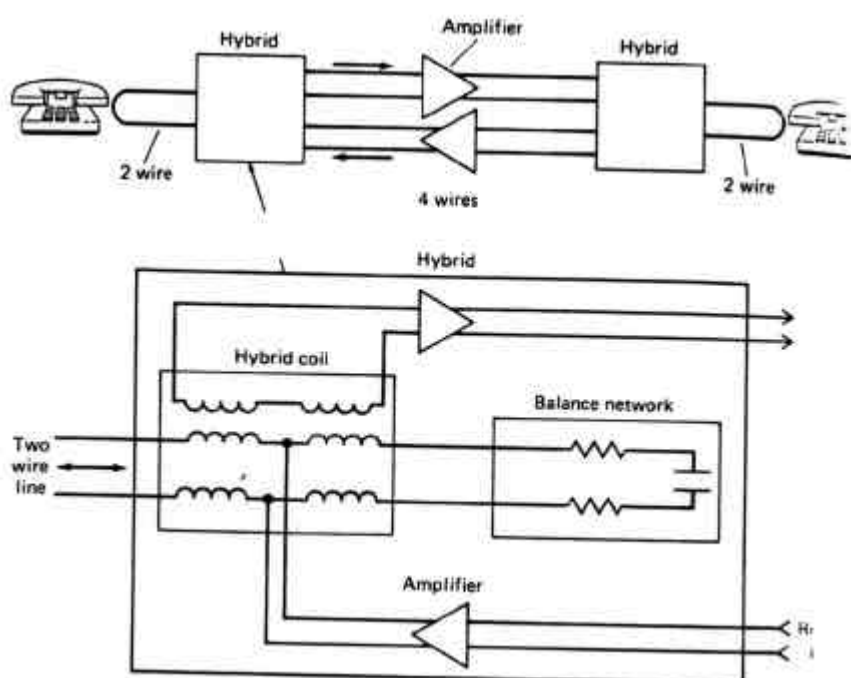 Hybrid
Amplifier
Hybrid
2 wire
4 wires
2 wire
Hybrid
Hybrid coil
Balance network
Two
wire
line
Amplifier